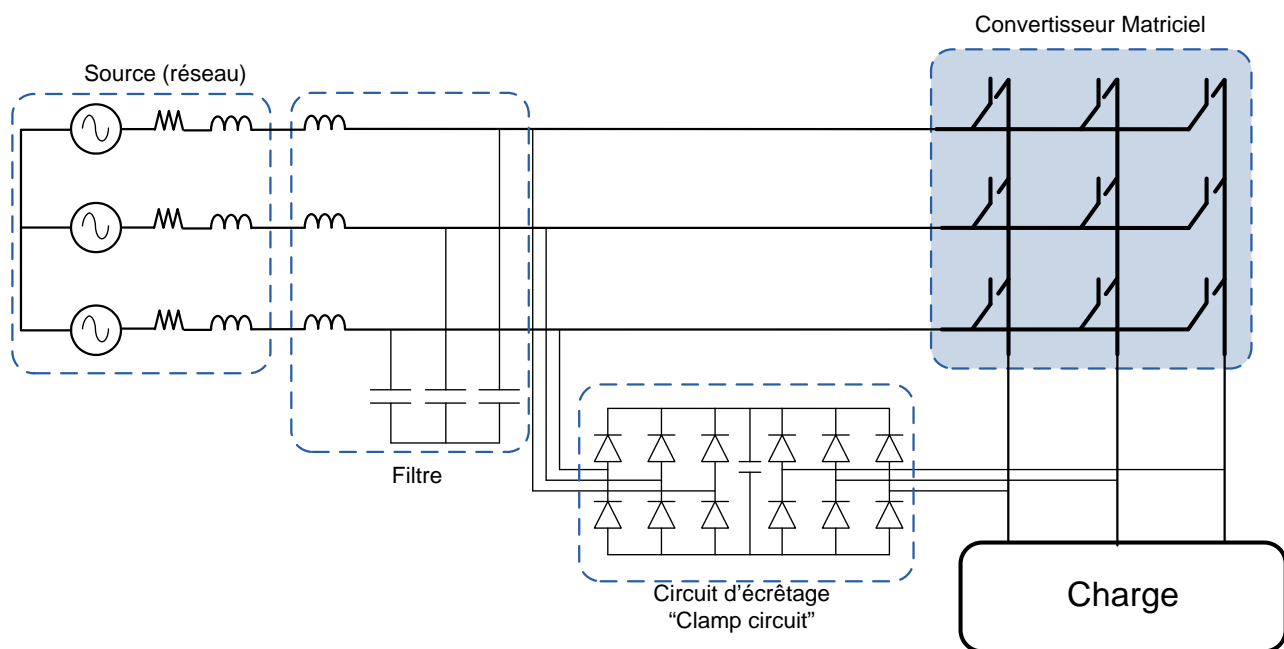 Convertisseur Matriciel
Source (réseau)
Filtre
Circuit d’écrêtage
“Clamp circuit”
Charge